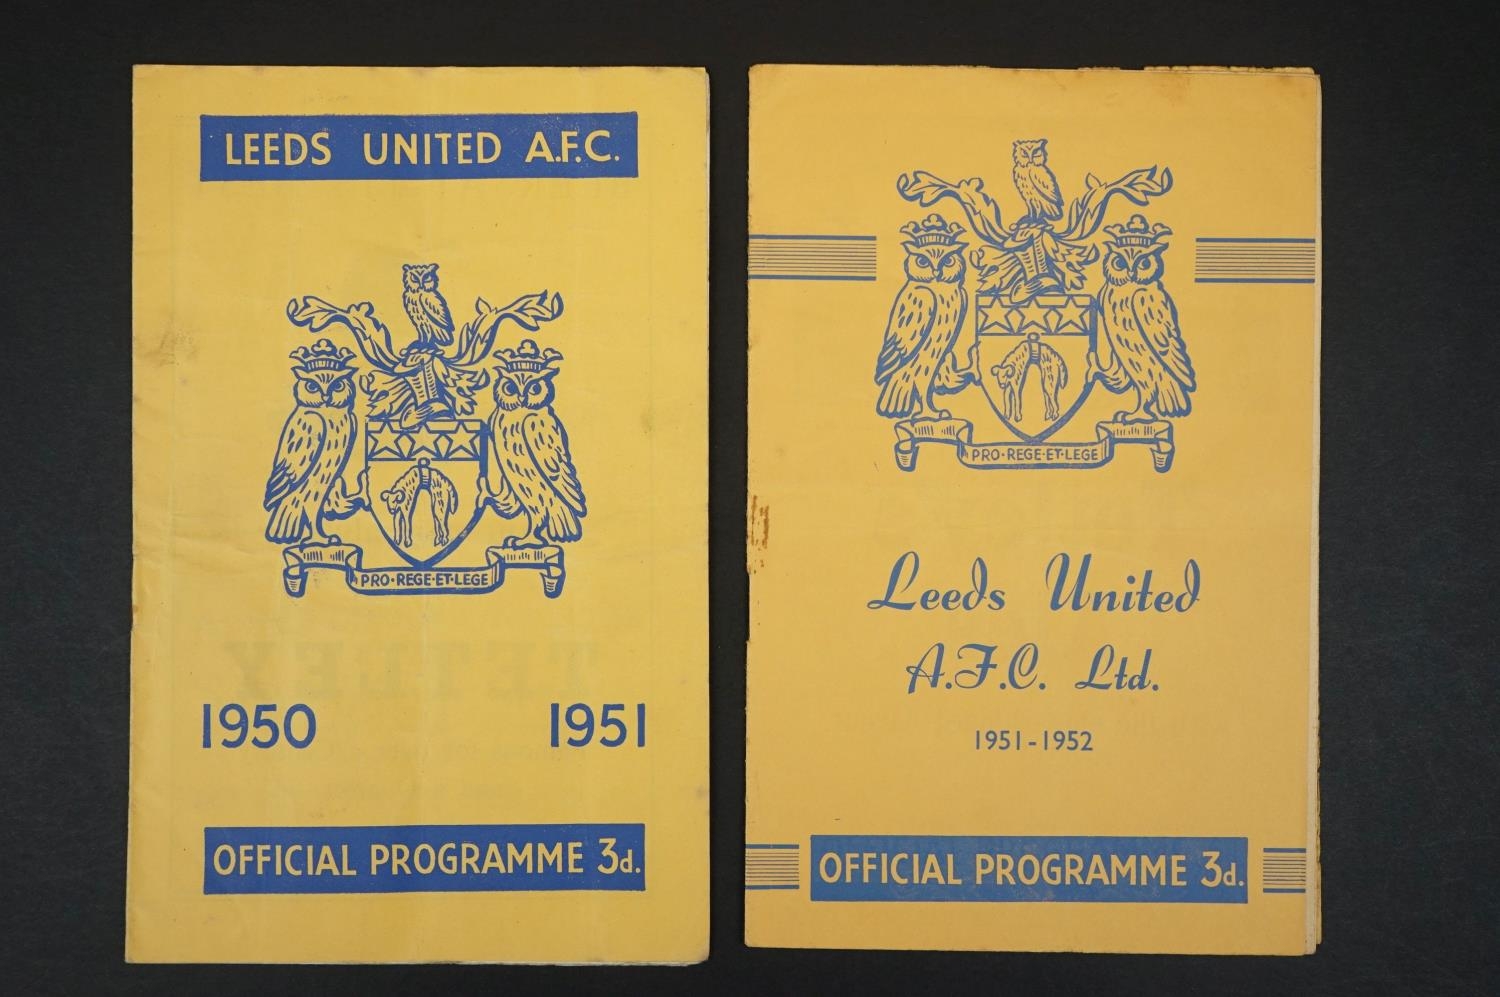 LEEDS UNITED A.F.C.
PRO·REGE·ET·LEGE
1950 1951
OFFICIAL PROGRAMME 3d.
PRO·REGE·ET·LEGE
Leeds United
A.F.C. Ltd.
1951-1952
OFFICIAL PROGRAMME 3d.